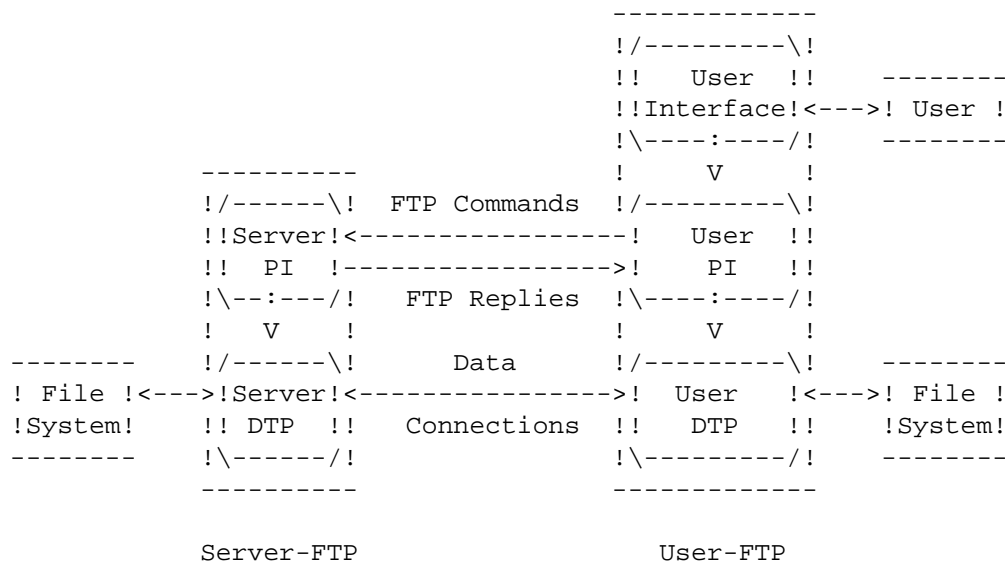 -------------
                                            !/---------\!
                                            !!   User  !!    --------
                                            !!Interface!<--->! User !
                                            !\----:----/!    --------
                  ----------                !     V     !
                  !/------\!  FTP Commands  !/---------\!
                  !!Server!<-----------------!   User  !!
                  !!  PI  !----------------->!    PI   !!
                  !\--:---/!  FTP Replies   !\----:----/!
                  !   V    !                !     V     !
      --------    !/------\!      Data      !/---------\!    --------
      ! File !<--->!Server!<---------------->!  User   !<--->! File !
      !System!    !! DTP  !!   Connections  !!   DTP   !!    !System!
      --------    !\------/!                !\---------/!    --------
                  ----------                -------------

                  Server-FTP                   User-FTP